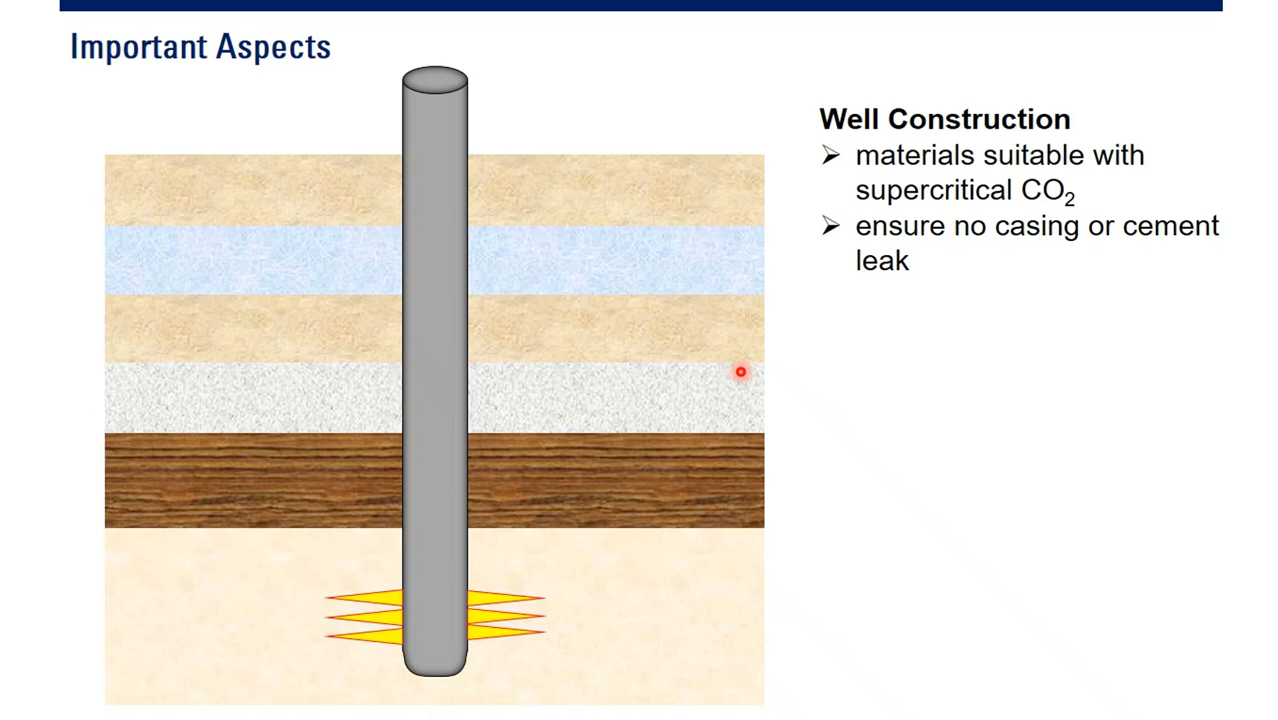 Important Aspects
Well Construction
➢ materials suitable with
supercritical CO₂
➢ ensure no casing or cement
leak